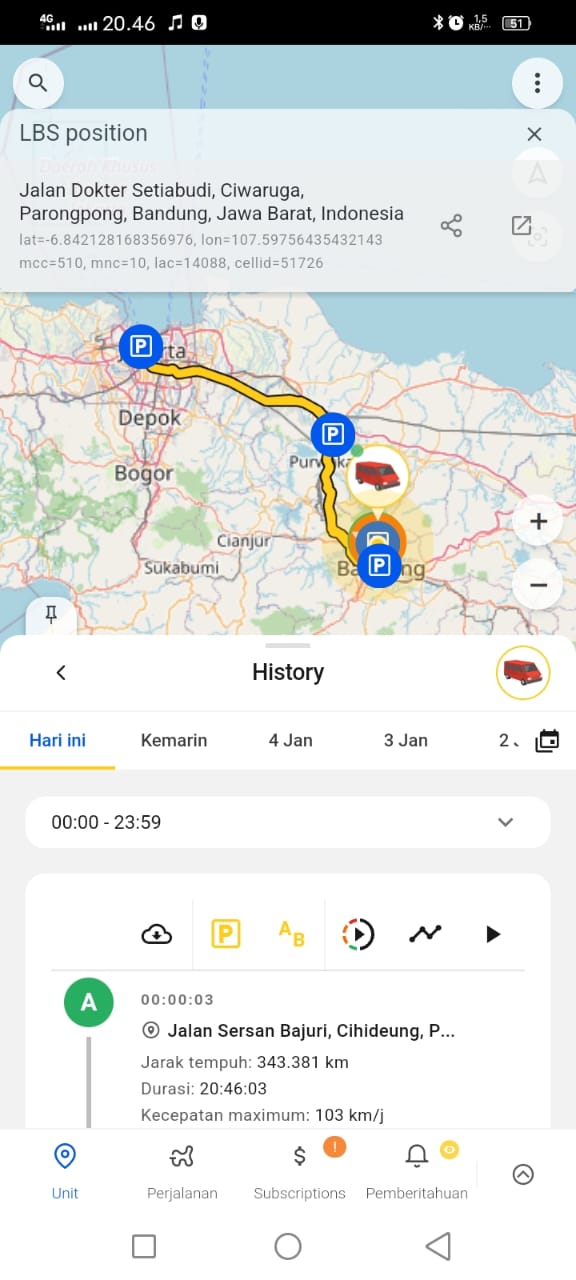 4G 20.46 1,5 KB/... 51
LBS position
Daerah Khusus
Jalan Dokter Setiabudi, Ciwaruga,
Parongpong, Bandung, Jawa Barat, Indonesia
lat=-6.842128168356976, lon=107.59756435432143
mcc=510, mnc=10, lac=14088, cellid=51726
P rta
Depok
P
Purwaka
Bogor
+
Cianjur
Sukabumi
Ba P ng
−
History
Hari ini Kemarin 4 Jan 3 Jan 2
00:00 - 23:59
P A B
A 00:00:03
Jalan Sersan Bajuri, Cihideung, P...
Jarak tempuh: 343.381 km
Durasi: 20:46:03
Kecepatan maximum: 103 km/j
$ !
Unit Perjalanan Subscriptions Pemberitahuan